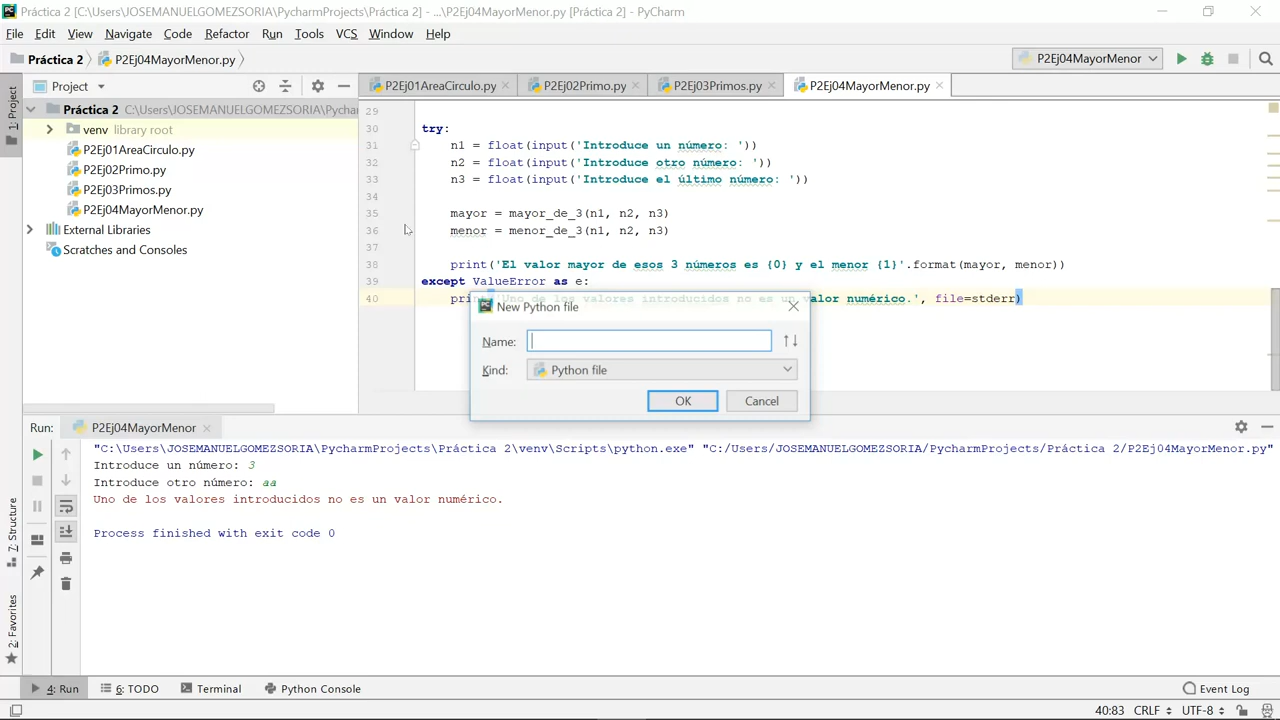 Práctica 2 [C:\Users\JOSEMANUELGOMEZSORIA\PycharmProjects\Práctica 2] - ...\P2Ej04MayorMenor.py [Práctica 2] - PyCharm
File Edit View Navigate Code Refactor Run Tools VCS Window Help
Práctica 2 P2Ej04MayorMenor.py P2Ej04MayorMenor
Project P2Ej01AreaCirculo.py P2Ej02Primo.py P2Ej03Primos.py P2Ej04MayorMenor.py
1: Project
Práctica 2 C:\Users\JOSEMANUELGOMEZSORIA\Pychar
venv library root
P2Ej01AreaCirculo.py
P2Ej02Primo.py
P2Ej03Primos.py
P2Ej04MayorMenor.py
External Libraries
Scratches and Consoles
29
30 try:
31 n1 = float(input('Introduce un número: '))
32 n2 = float(input('Introduce otro número: '))
33 n3 = float(input('Introduce el último número: '))
34
35 mayor = mayor_de_3(n1, n2, n3)
36 menor = menor_de_3(n1, n2, n3)
37
38 print('El valor mayor de esos 3 números es {0} y el menor {1}'.format(mayor, menor))
39 except ValueError as e:
40 print('Uno de los valores introducidos no es un valor numérico.', file=stderr)
New Python file
Name:
Kind: Python file
OK Cancel
Run: P2Ej04MayorMenor
"C:\Users\JOSEMANUELGOMEZSORIA\PycharmProjects\Práctica 2\venv\Scripts\python.exe" "C:/Users/JOSEMANUELGOMEZSORIA/PycharmProjects/Práctica 2/P2Ej04MayorMenor.py"
Introduce un número: 3
Introduce otro número: aa
Uno de los valores introducidos no es un valor numérico.
Process finished with exit code 0
7: Structure
2: Favorites
4: Run 6: TODO Terminal Python Console Event Log
40:83 CRLF UTF-8